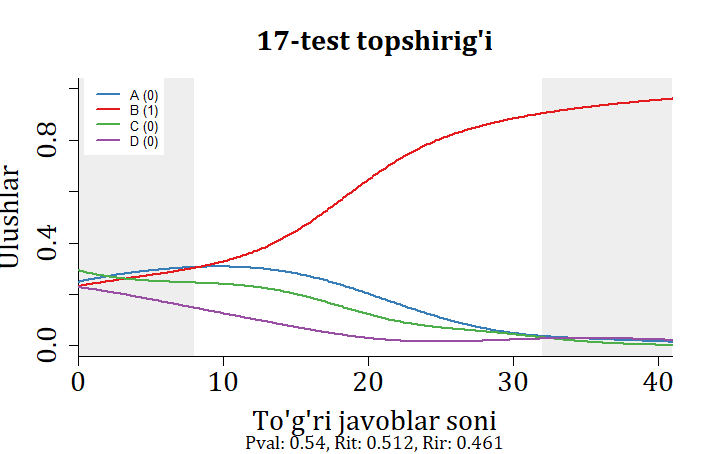 17-test topshirig'i
A (0)
B (1)
C (0)
D (0)
Ulushlar
0.8
0.4
0.0
0 10 20 30 40
To'g'ri javoblar soni
Pval: 0.54, Rit: 0.512, Rir: 0.461